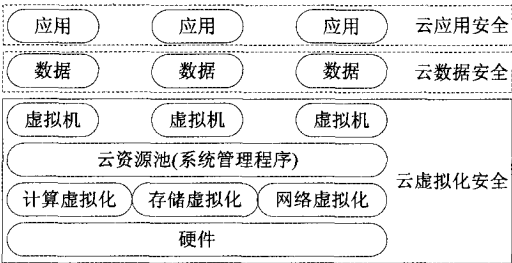 应用 应用 应用 云应用安全
数据 数据 数据 云数据安全
虚拟机 虚拟机 虚拟机
云资源池(系统管理程序)
云虚拟化安全
计算虚拟化 存储虚拟化 网络虚拟化
硬件